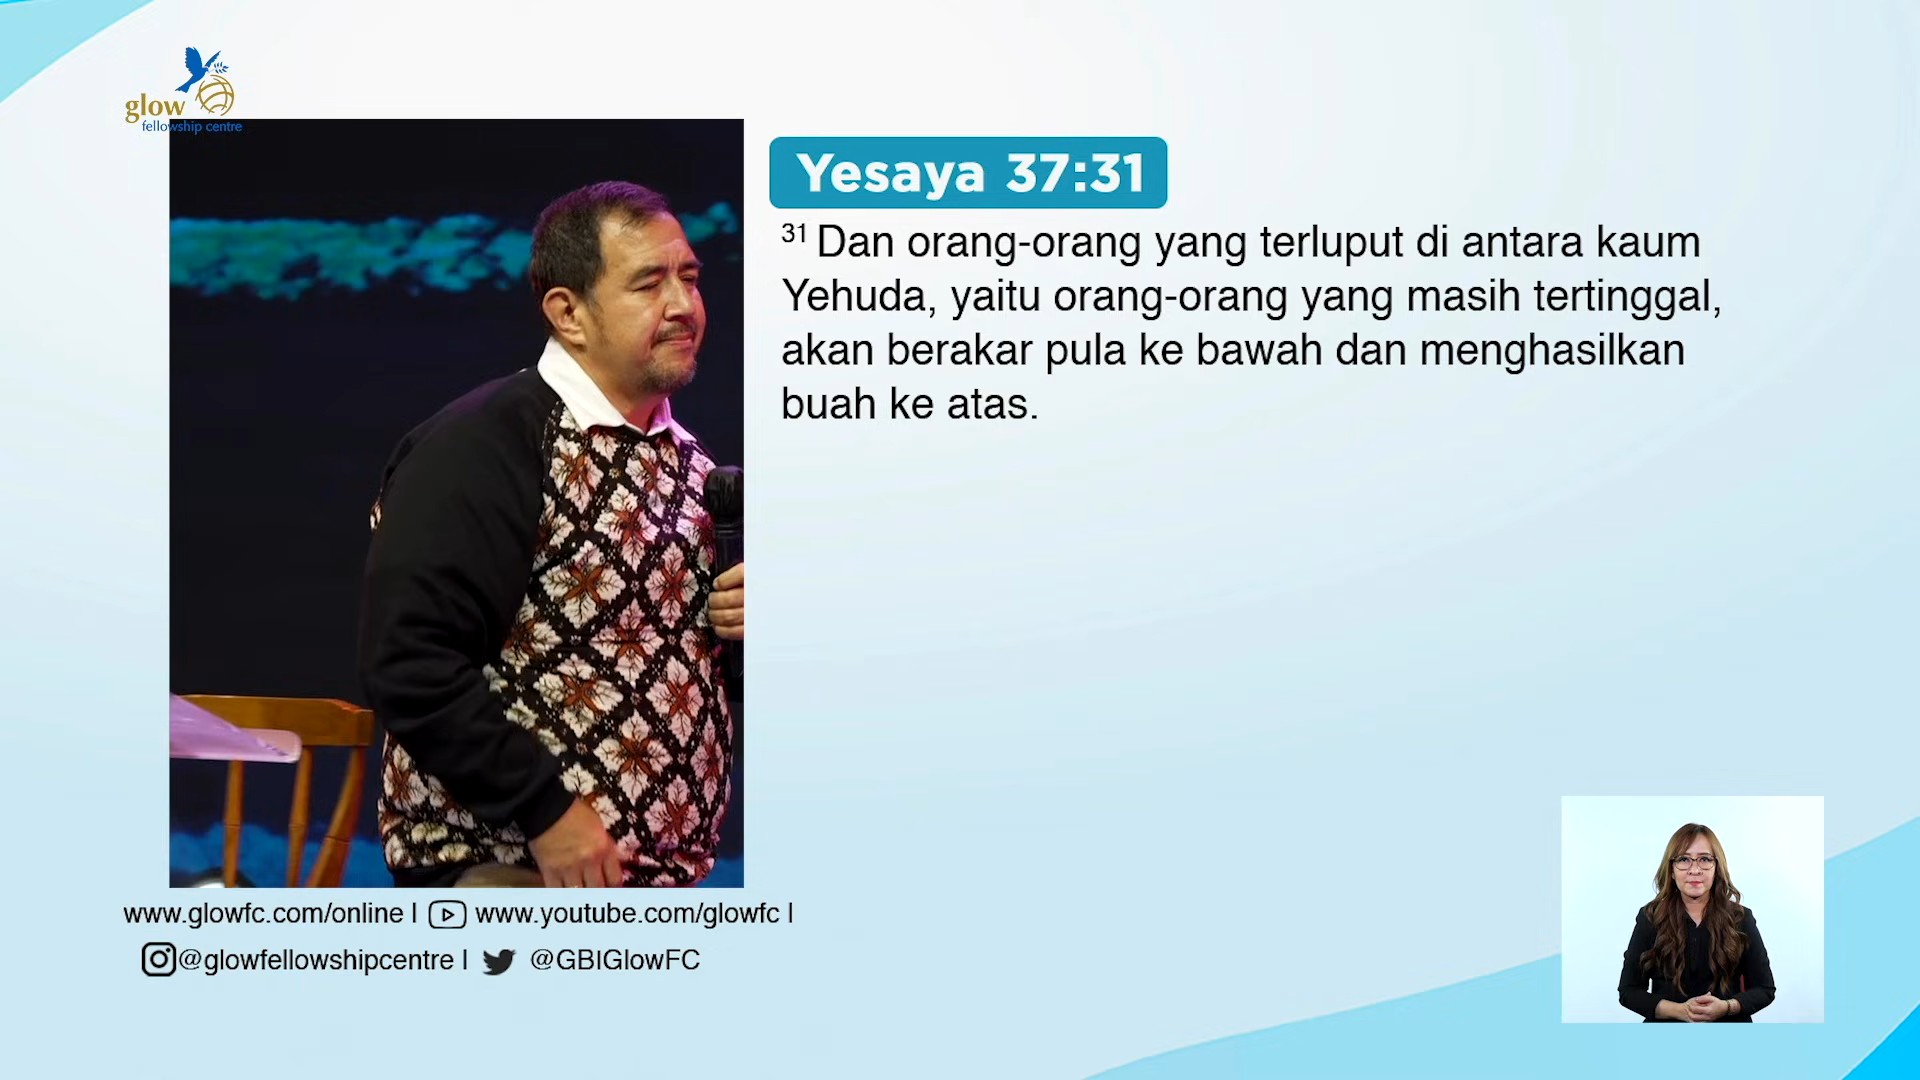 glow
fellowship centre
Yesaya 37:31
31 Dan orang-orang yang terluput di antara kaum
Yehuda, yaitu orang-orang yang masih tertinggal,
akan berakar pula ke bawah dan menghasilkan
buah ke atas.
www.glowfc.com/online | www.youtube.com/glowfc |
@glowfellowshipcentre | @GBIGlowFC